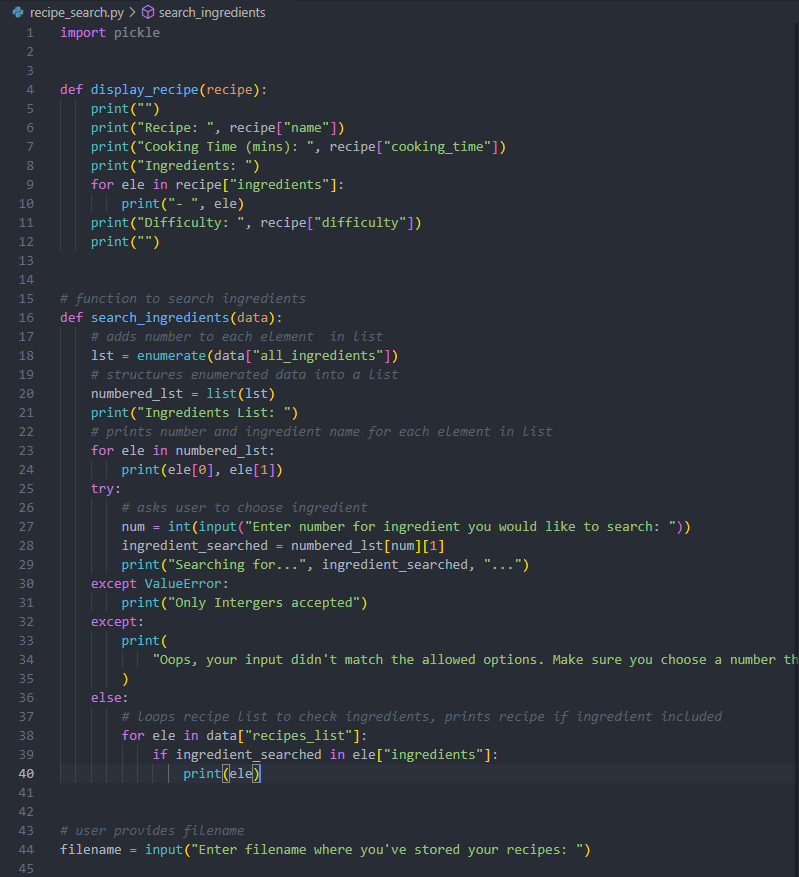 recipe_search.py > search_ingredients
1 import pickle
2
3
4 def display_recipe(recipe):
5     print("")
6     print("Recipe: ", recipe["name"])
7     print("Cooking Time (mins): ", recipe["cooking_time"])
8     print("Ingredients: ")
9     for ele in recipe["ingredients"]:
10         print("- ", ele)
11     print("Difficulty: ", recipe["difficulty"])
12     print("")
13
14
15 # function to search ingredients
16 def search_ingredients(data):
17     # adds number to each element  in list
18     lst = enumerate(data["all_ingredients"])
19     # structures enumerated data into a list
20     numbered_lst = list(lst)
21     print("Ingredients List: ")
22     # prints number and ingredient name for each element in list
23     for ele in numbered_lst:
24         print(ele[0], ele[1])
25     try:
26         # asks user to choose ingredient
27         num = int(input("Enter number for ingredient you would like to search: "))
28         ingredient_searched = numbered_lst[num][1]
29         print("Searching for...", ingredient_searched, "...")
30     except ValueError:
31         print("Only Intergers accepted")
32     except:
33         print(
34             "Oops, your input didn't match the allowed options. Make sure you choose a number th
35         )
36     else:
37         # loops recipe list to check ingredients, prints recipe if ingredient included
38         for ele in data["recipes_list"]:
39             if ingredient_searched in ele["ingredients"]:
40                 print(ele)
41
42
43 # user provides filename
44 filename = input("Enter filename where you've stored your recipes: ")
45